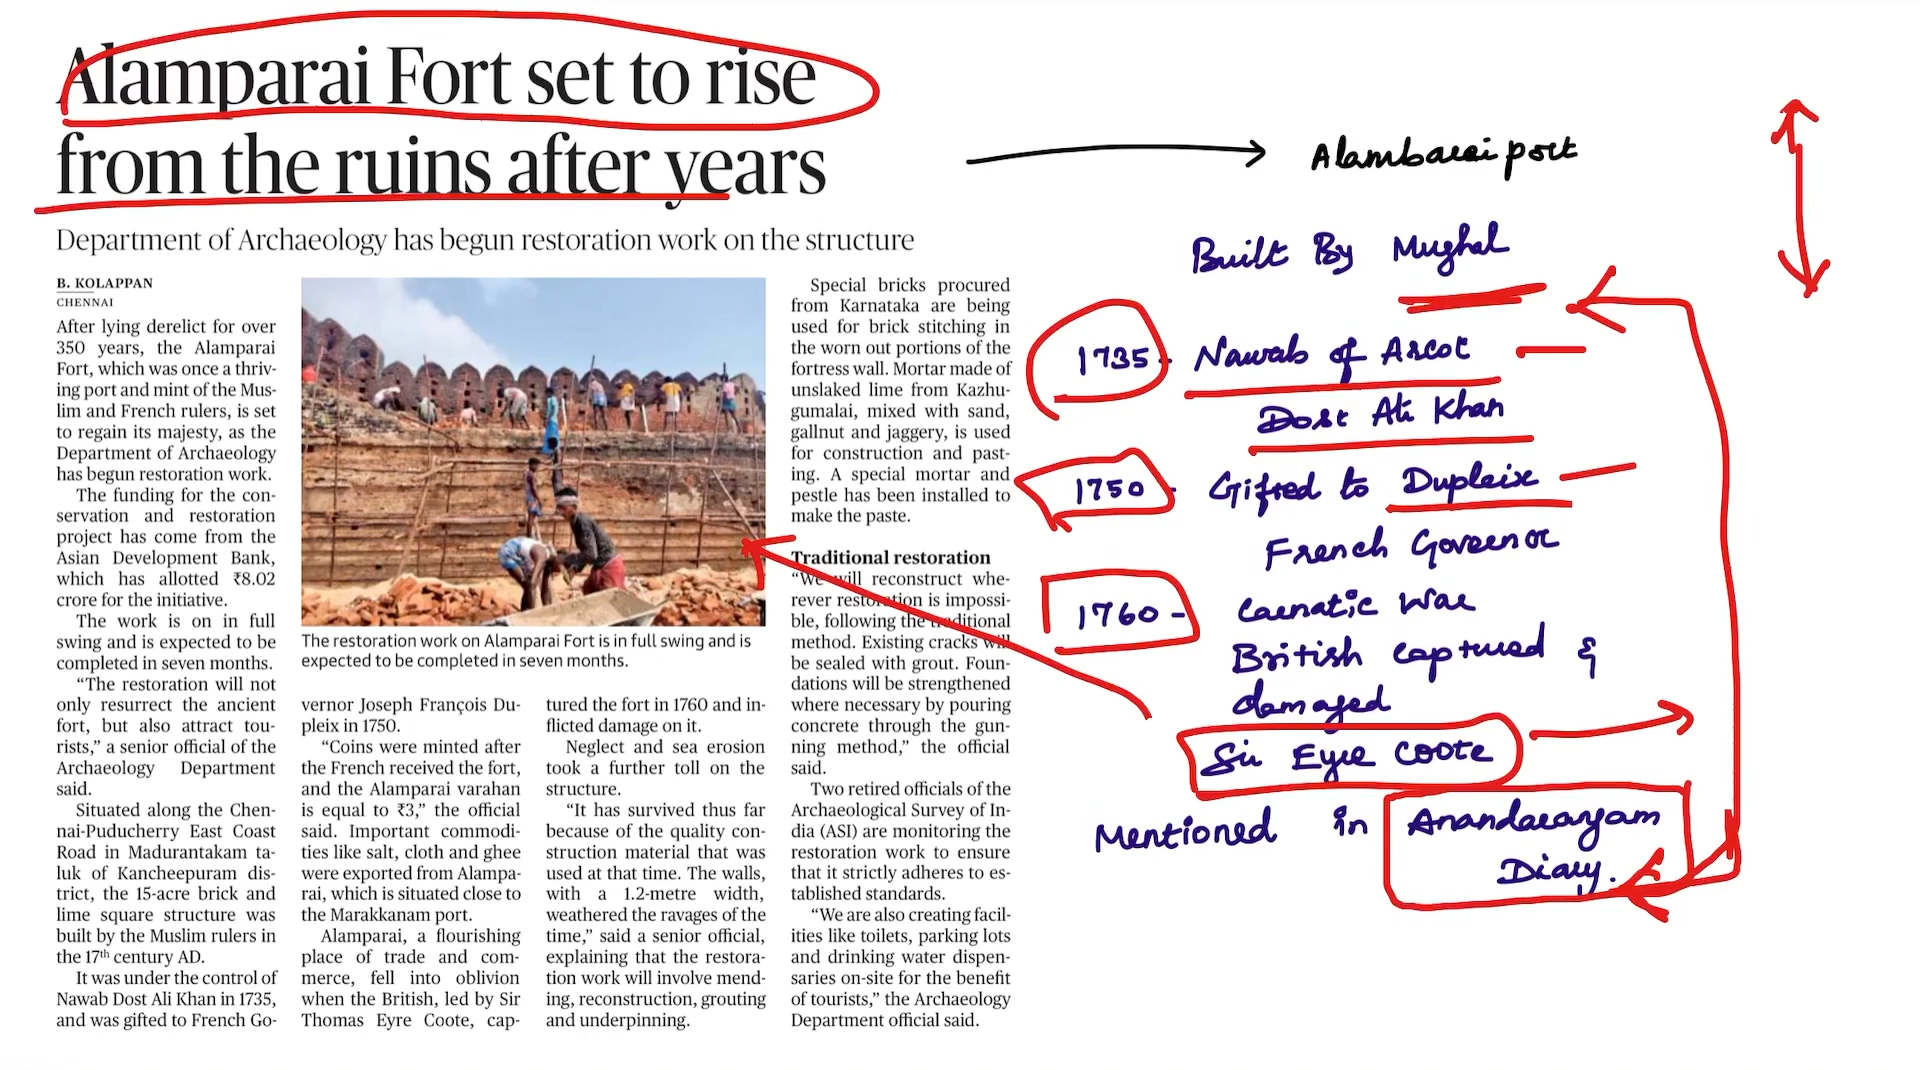 Alamparai Fort set to rise
from the ruins after years
Department of Archaeology has begun restoration work on the structure
B. KOLAPPAN
CHENNAI
After lying derelict for over
350 years, the Alamparai
Fort, which was once a thriv-
ing port and mint of the Mus-
lim and French rulers, is set
to regain its majesty, as the
Department of Archaeology
has begun restoration work.
The funding for the con-
servation and restoration
project has come from the
Asian Development Bank,
which has allotted ₹8.02
crore for the initiative.
The work is on in full
swing and is expected to be
completed in seven months.
“The restoration will not
only resurrect the ancient
fort, but also attract tou-
rists,” a senior official of the
Archaeology Department
said.
Situated along the Chen-
nai-Puducherry East Coast
Road in Madurantakam ta-
luk of Kancheepuram dis-
trict, the 15-acre brick and
lime square structure was
built by the Muslim rulers in
the 17th century AD.
It was under the control of
Nawab Dost Ali Khan in 1735,
and was gifted to French Go-
The restoration work on Alamparai Fort is in full swing and is
expected to be completed in seven months.
vernor Joseph François Du-
pleix in 1750.
“Coins were minted after
the French received the fort,
and the Alamparai varahan
is equal to ₹3,” the official
said. Important commodi-
ties like salt, cloth and ghee
were exported from Alampa-
rai, which is situated close to
the Marakkanam port.
Alamparai, a flourishing
place of trade and com-
merce, fell into oblivion
when the British, led by Sir
Thomas Eyre Coote, cap-
tured the fort in 1760 and in-
flicted damage on it.
Neglect and sea erosion
took a further toll on the
structure.
“It has survived thus far
because of the quality con-
struction material that was
used at that time. The walls,
with a 1.2-metre width,
weathered the ravages of the
time,” said a senior official,
explaining that the restora-
tion work will involve mend-
ing, reconstruction, grouting
and underpinning.
Special bricks procured
from Karnataka are being
used for brick stitching in
the worn out portions of the
fortress wall. Mortar made of
unslaked lime from Kazhu-
gumalai, mixed with sand,
gallnut and jaggery, is used
for construction and past-
ing. A special mortar and
pestle has been installed to
make the paste.
Traditional restoration
“We will reconstruct whe-
rever restoration is impossi-
ble, following the traditional
method. Existing cracks will
be sealed with grout. Foun-
dations will be strengthened
where necessary by pouring
concrete through the gun-
ning method,” the official
said.
Two retired officials of the
Archaeological Survey of In-
dia (ASI) are monitoring the
restoration work to ensure
that it strictly adheres to es-
tablished standards.
“We are also creating facil-
ities like toilets, parking lots
and drinking water dispen-
saries on-site for the benefit
of tourists,” the Archaeology
Department official said.
Alambarai port
Built By Mughal
1735 - Nawab of Arcot
Dost Ali Khan
1750 - Gifted to Dupleix
French Governor
1760 - Carnatic War
British captured &
damaged
Sir Eyre Coote
Mentioned in Anandarangam
Diary.